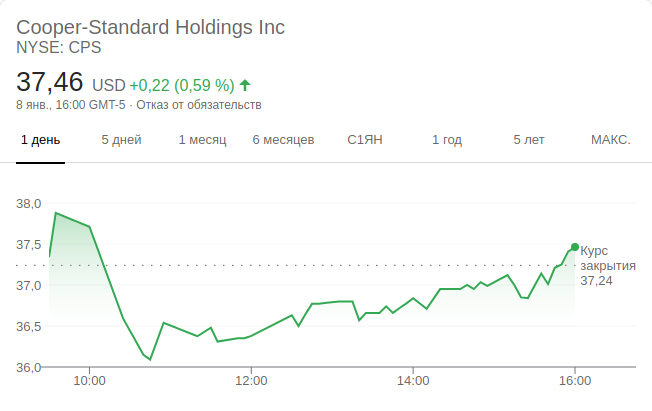 Cooper-Standard Holdings Inc
NYSE: CPS
37,46 USD +0,22 (0,59 %)
8 янв., 16:00 GMT-5 · Отказ от обязательств
1 день 5 дней 1 месяц 6 месяцев С1ЯН 1 год 5 лет МАКС.
38,0
37,5
Курс
закрытия
37,24
37,0
36,5
36,0
10:00 12:00 14:00 16:00